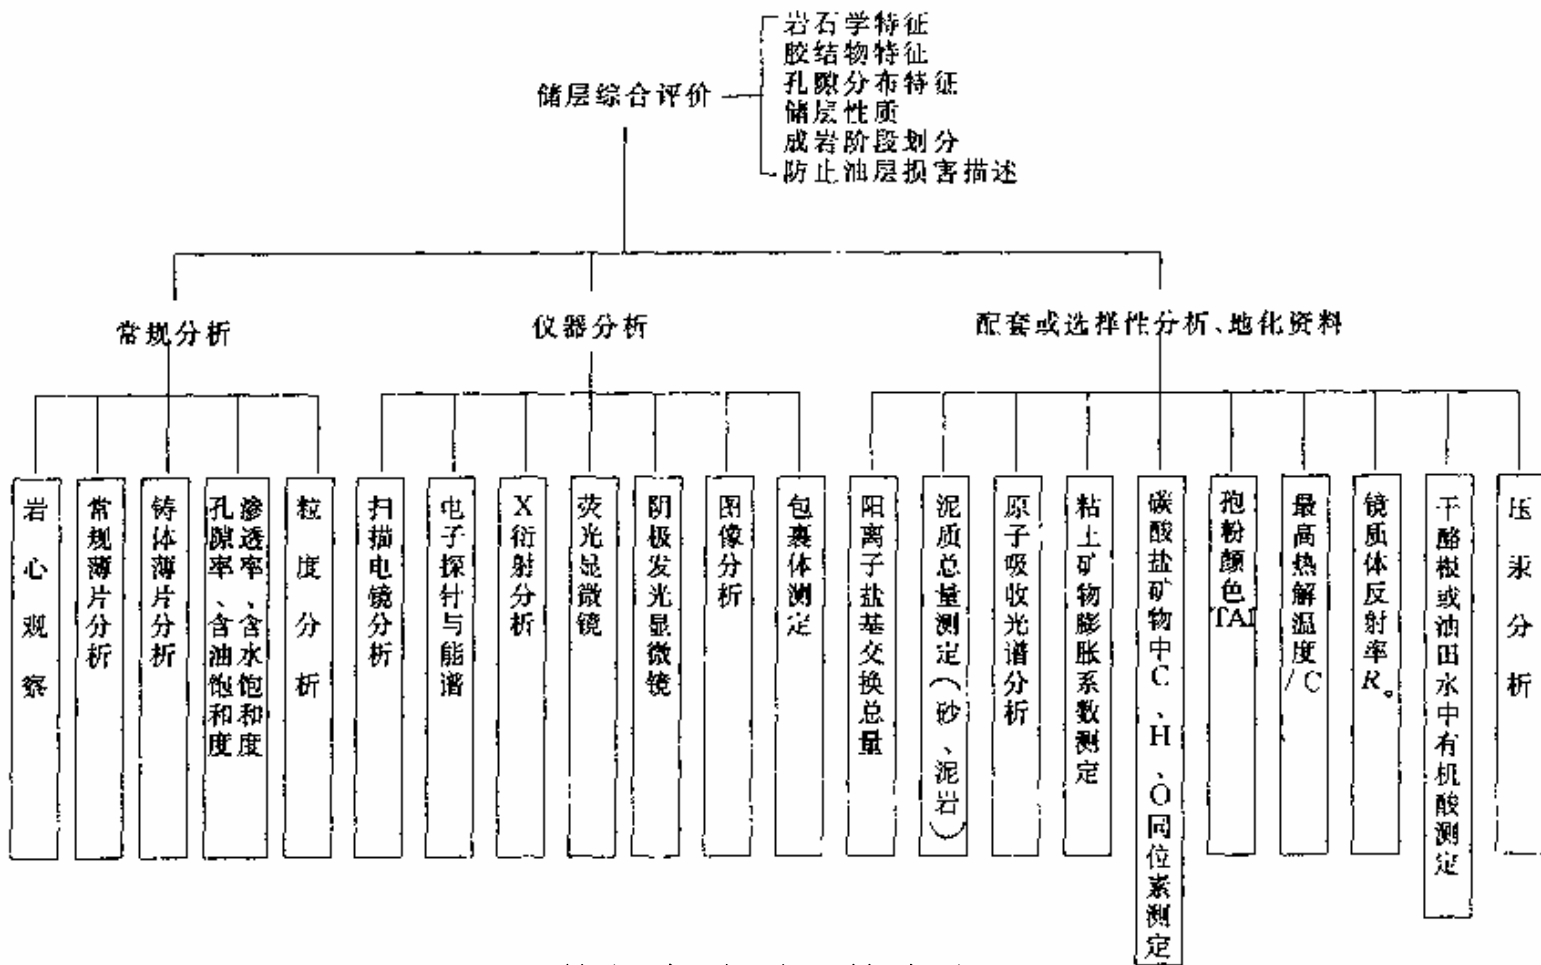 岩石学特征
胶结物特征
孔隙分布特征
储层综合评价
储层性质
成岩阶段划分
防止油层损害描述
常规分析
仪器分析
配套或选择性分析、地化资料
岩心观察
常规薄片分析
铸体薄片分析
渗透率、含水饱和度
孔隙率、含油饱和度
粒度分析
扫描电镜分析
电子探针与能谱
X衍射分析
荧光显微镜
阴极发光显微镜
图像分析
包裹体测定
阳离子盐基交换总量
泥质总量测定(砂、泥岩)
原子吸收光谱分析
粘土矿物膨胀系数测定
碳酸盐矿物中C、H、O同位素测定
孢粉颜色TAI
最高热解温度/C
镜质体反射率R。
干酪根或油田水中有机酸测定
压汞分析